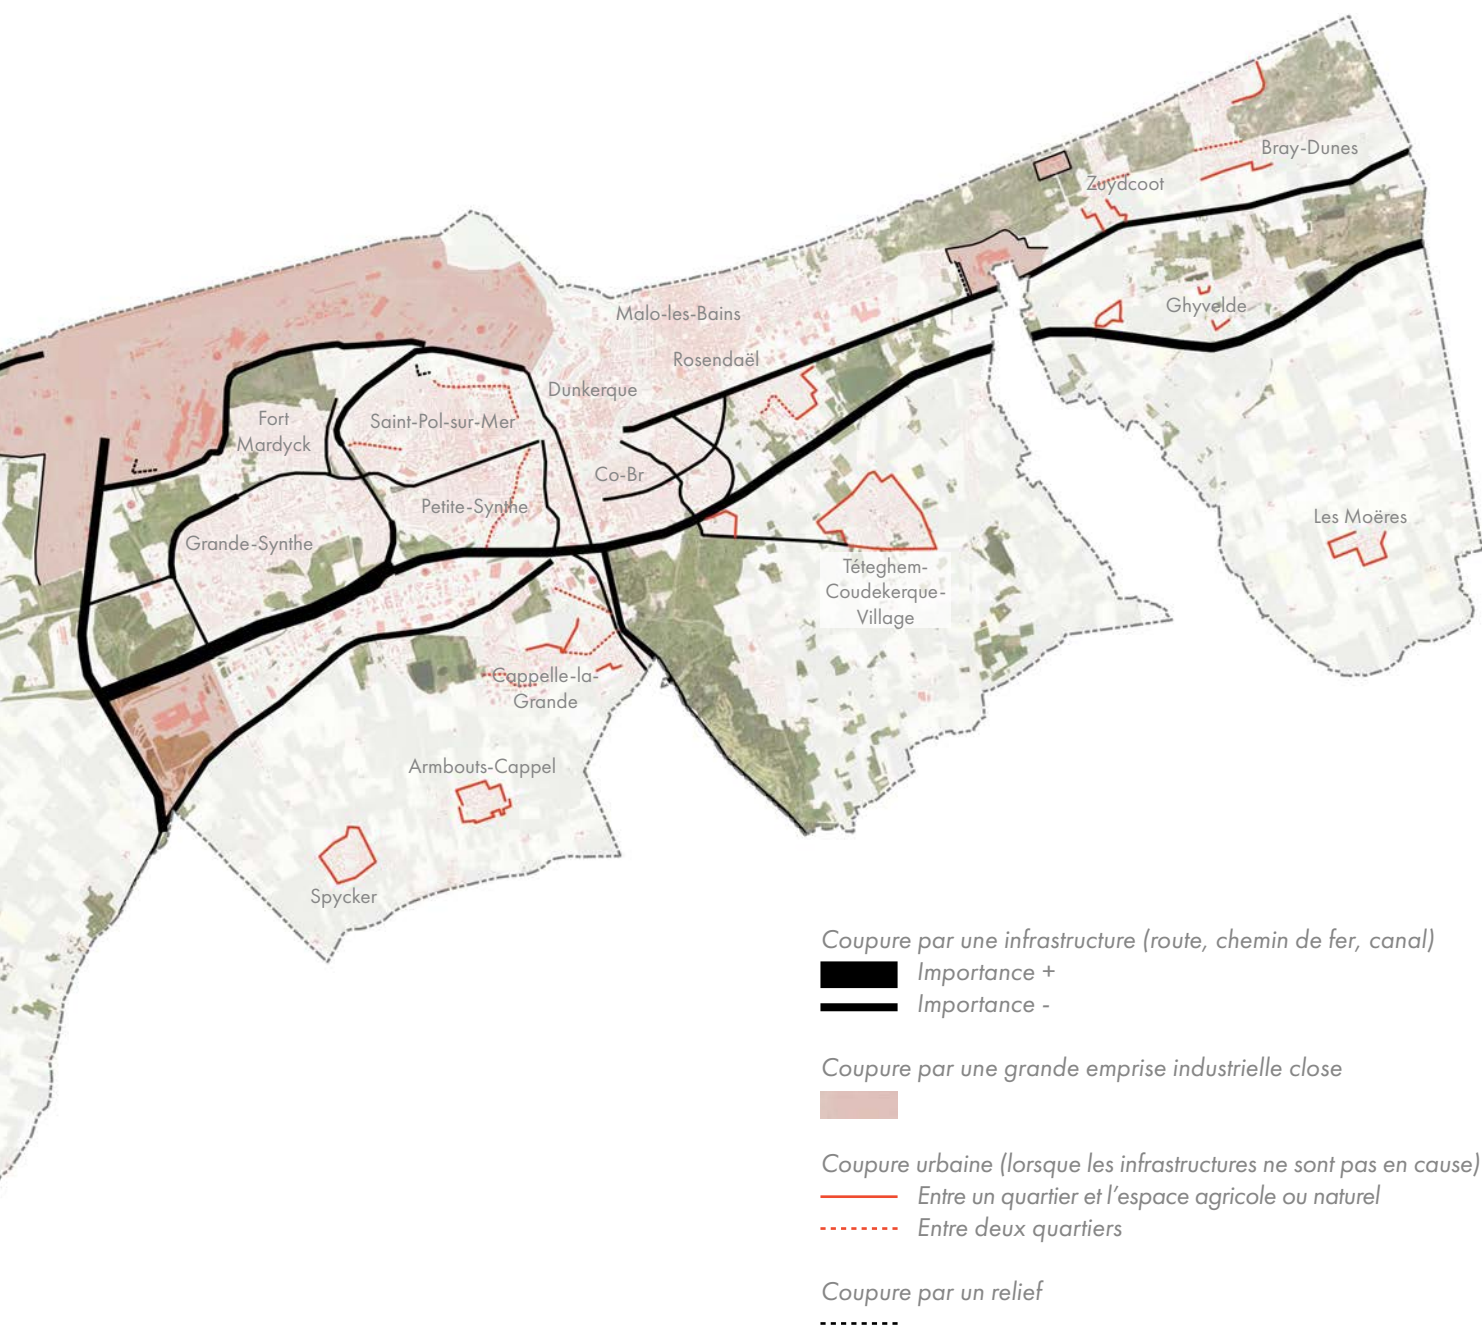 Bray-Dunes
Zuydcoot
Ghyvelde
Malo-les-Bains
Rosendaël
Dunkerque
Fort
Mardyck
Saint-Pol-sur-Mer
Co-Br
Petite-Synthe
Grande-Synthe
Les Moëres
Téteghem-
Coudekerque-
Village
Cappelle-la-
Grande
Armbouts-Cappel
Spycker
Coupure par une infrastructure (route, chemin de fer, canal)
Importance +
Importance -
Coupure par une grande emprise industrielle close
Coupure urbaine (lorsque les infrastructures ne sont pas en cause)
Entre un quartier et l'espace agricole ou naturel
Entre deux quartiers
Coupure par un relief